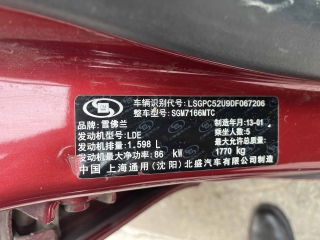 车辆识别代号: LSGPC52U9DF067206
整车型号: SGM7166MTC
品牌: 雪佛兰 制造年月: 13-01
发动机型号: LDE 乘坐人数: 5
发动机排量: 1.598 L 最大允许总质量:
发动机最大净功率: 86 kW 1770 kg
中国 上海通用(沈阳)北盛汽车有限公司 制造